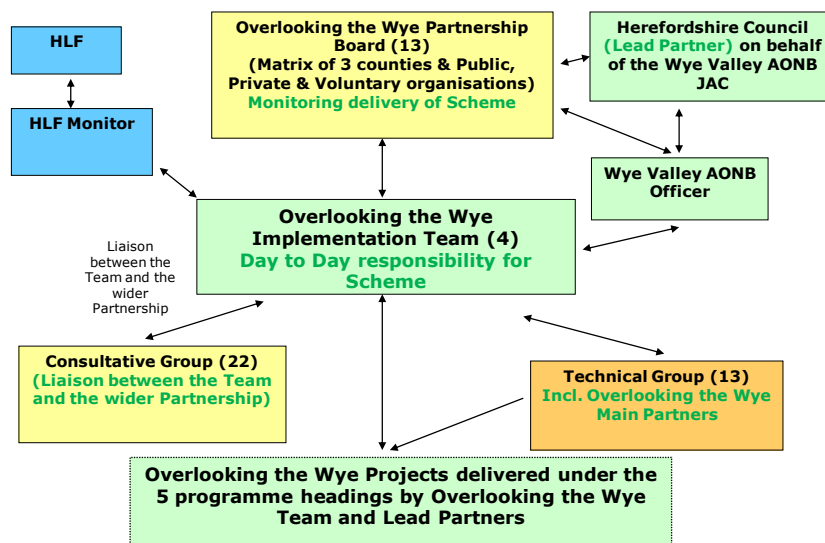 HLF
HLF Monitor
Overlooking the Wye Partnership
Board (13)
(Matrix of 3 counties & Public,
Private & Voluntary organisations)
Monitoring delivery of Scheme
Herefordshire Council
(Lead Partner) on behalf
of the Wye Valley AONB
JAC
Wye Valley AONB
Officer
Overlooking the Wye
Implementation Team (4)
Day to Day responsibility for
Scheme
Liaison
between the
Team and the
wider
Partnership
Consultative Group (22)
(Liaison between the Team
and the wider Partnership)
Technical Group (13)
Incl. Overlooking the Wye
Main Partners
Overlooking the Wye Projects delivered under the
5 programme headings by Overlooking the Wye
Team and Lead Partners